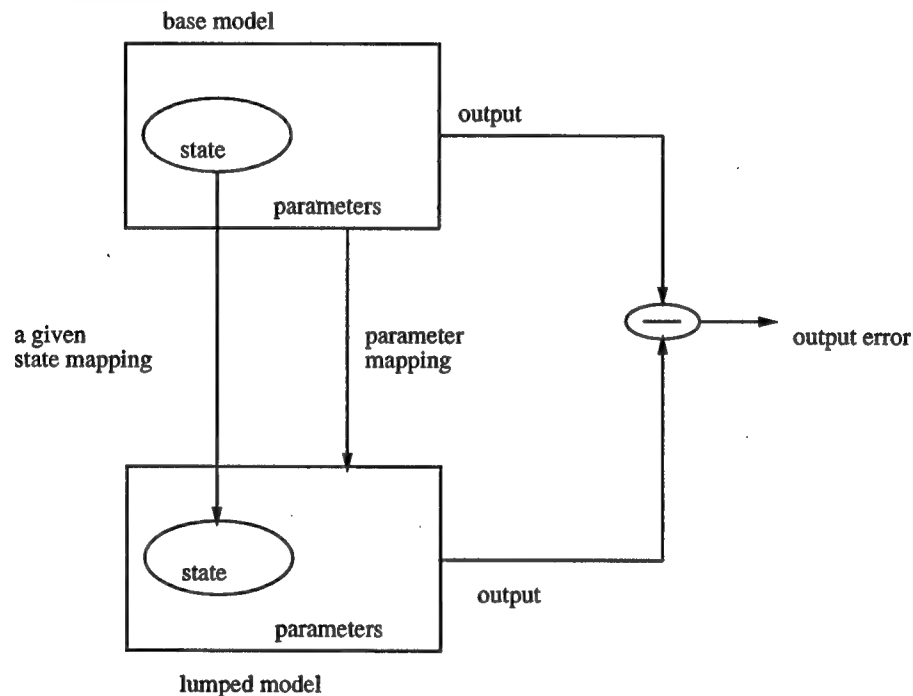 base model
output
state
parameters
a given
state mapping
parameter
mapping
output error
state
output
parameters
lumped model